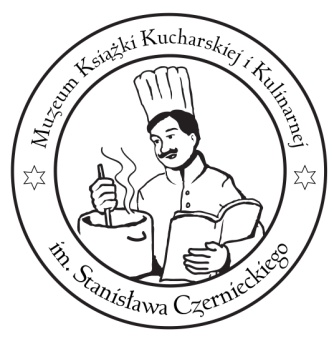 Muzeum Książki Kucharskiej i Kulinarnej
im. Stanisława Czernieckiego